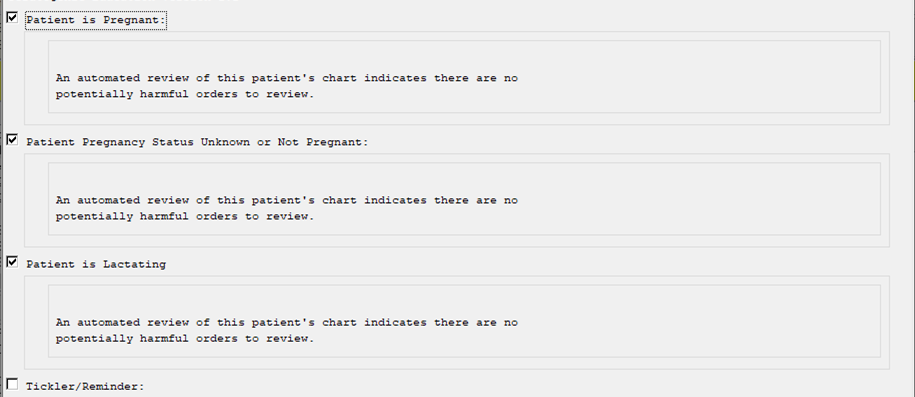 Patient is Pregnant:
An automated review of this patient's chart indicates there are no
potentially harmful orders to review.
Patient Pregnancy Status Unknown or Not Pregnant:
An automated review of this patient's chart indicates there are no
potentially harmful orders to review.
Patient is Lactating
An automated review of this patient's chart indicates there are no
potentially harmful orders to review.
Tickler/Reminder: